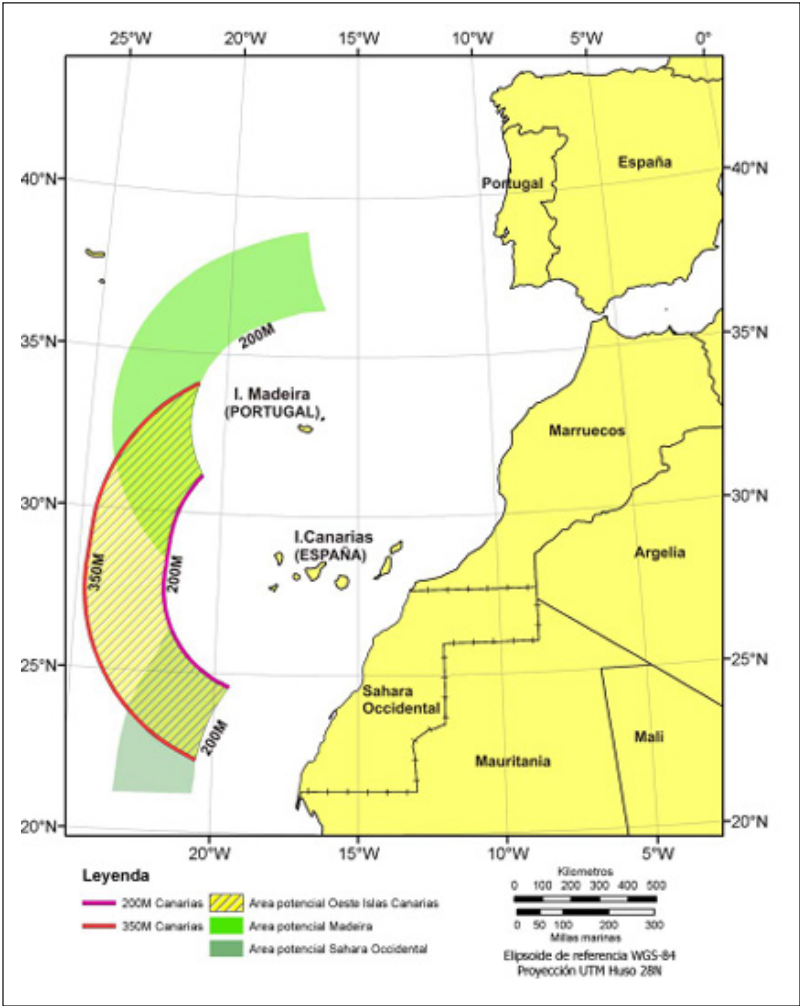 25°W 20°W 15°W 10°W 5°W 0°
40°N
40°N
España
Portugal
35°N
35°N
200M
I. Madeira
(PORTUGAL)
Marruecos
30°N
30°N
I.Canarias
(ESPAÑA)
Argelia
350M
200M
25°N
25°N
Sahara
Occidental
200M
Mali
Mauritania
20°N
20°N
20°W 15°W 10°W 5°W
Leyenda
200M Canarias
350M Canarias
Area potencial Oeste Islas Canarias
Area potencial Madeira
Area potencial Sahara Occidental
Kilometros
0 100 200 300 400 500
0 50 100 200 300
Millas marinas
Elipsoide de referencia WGS-84
Proyección UTM Huso 28N